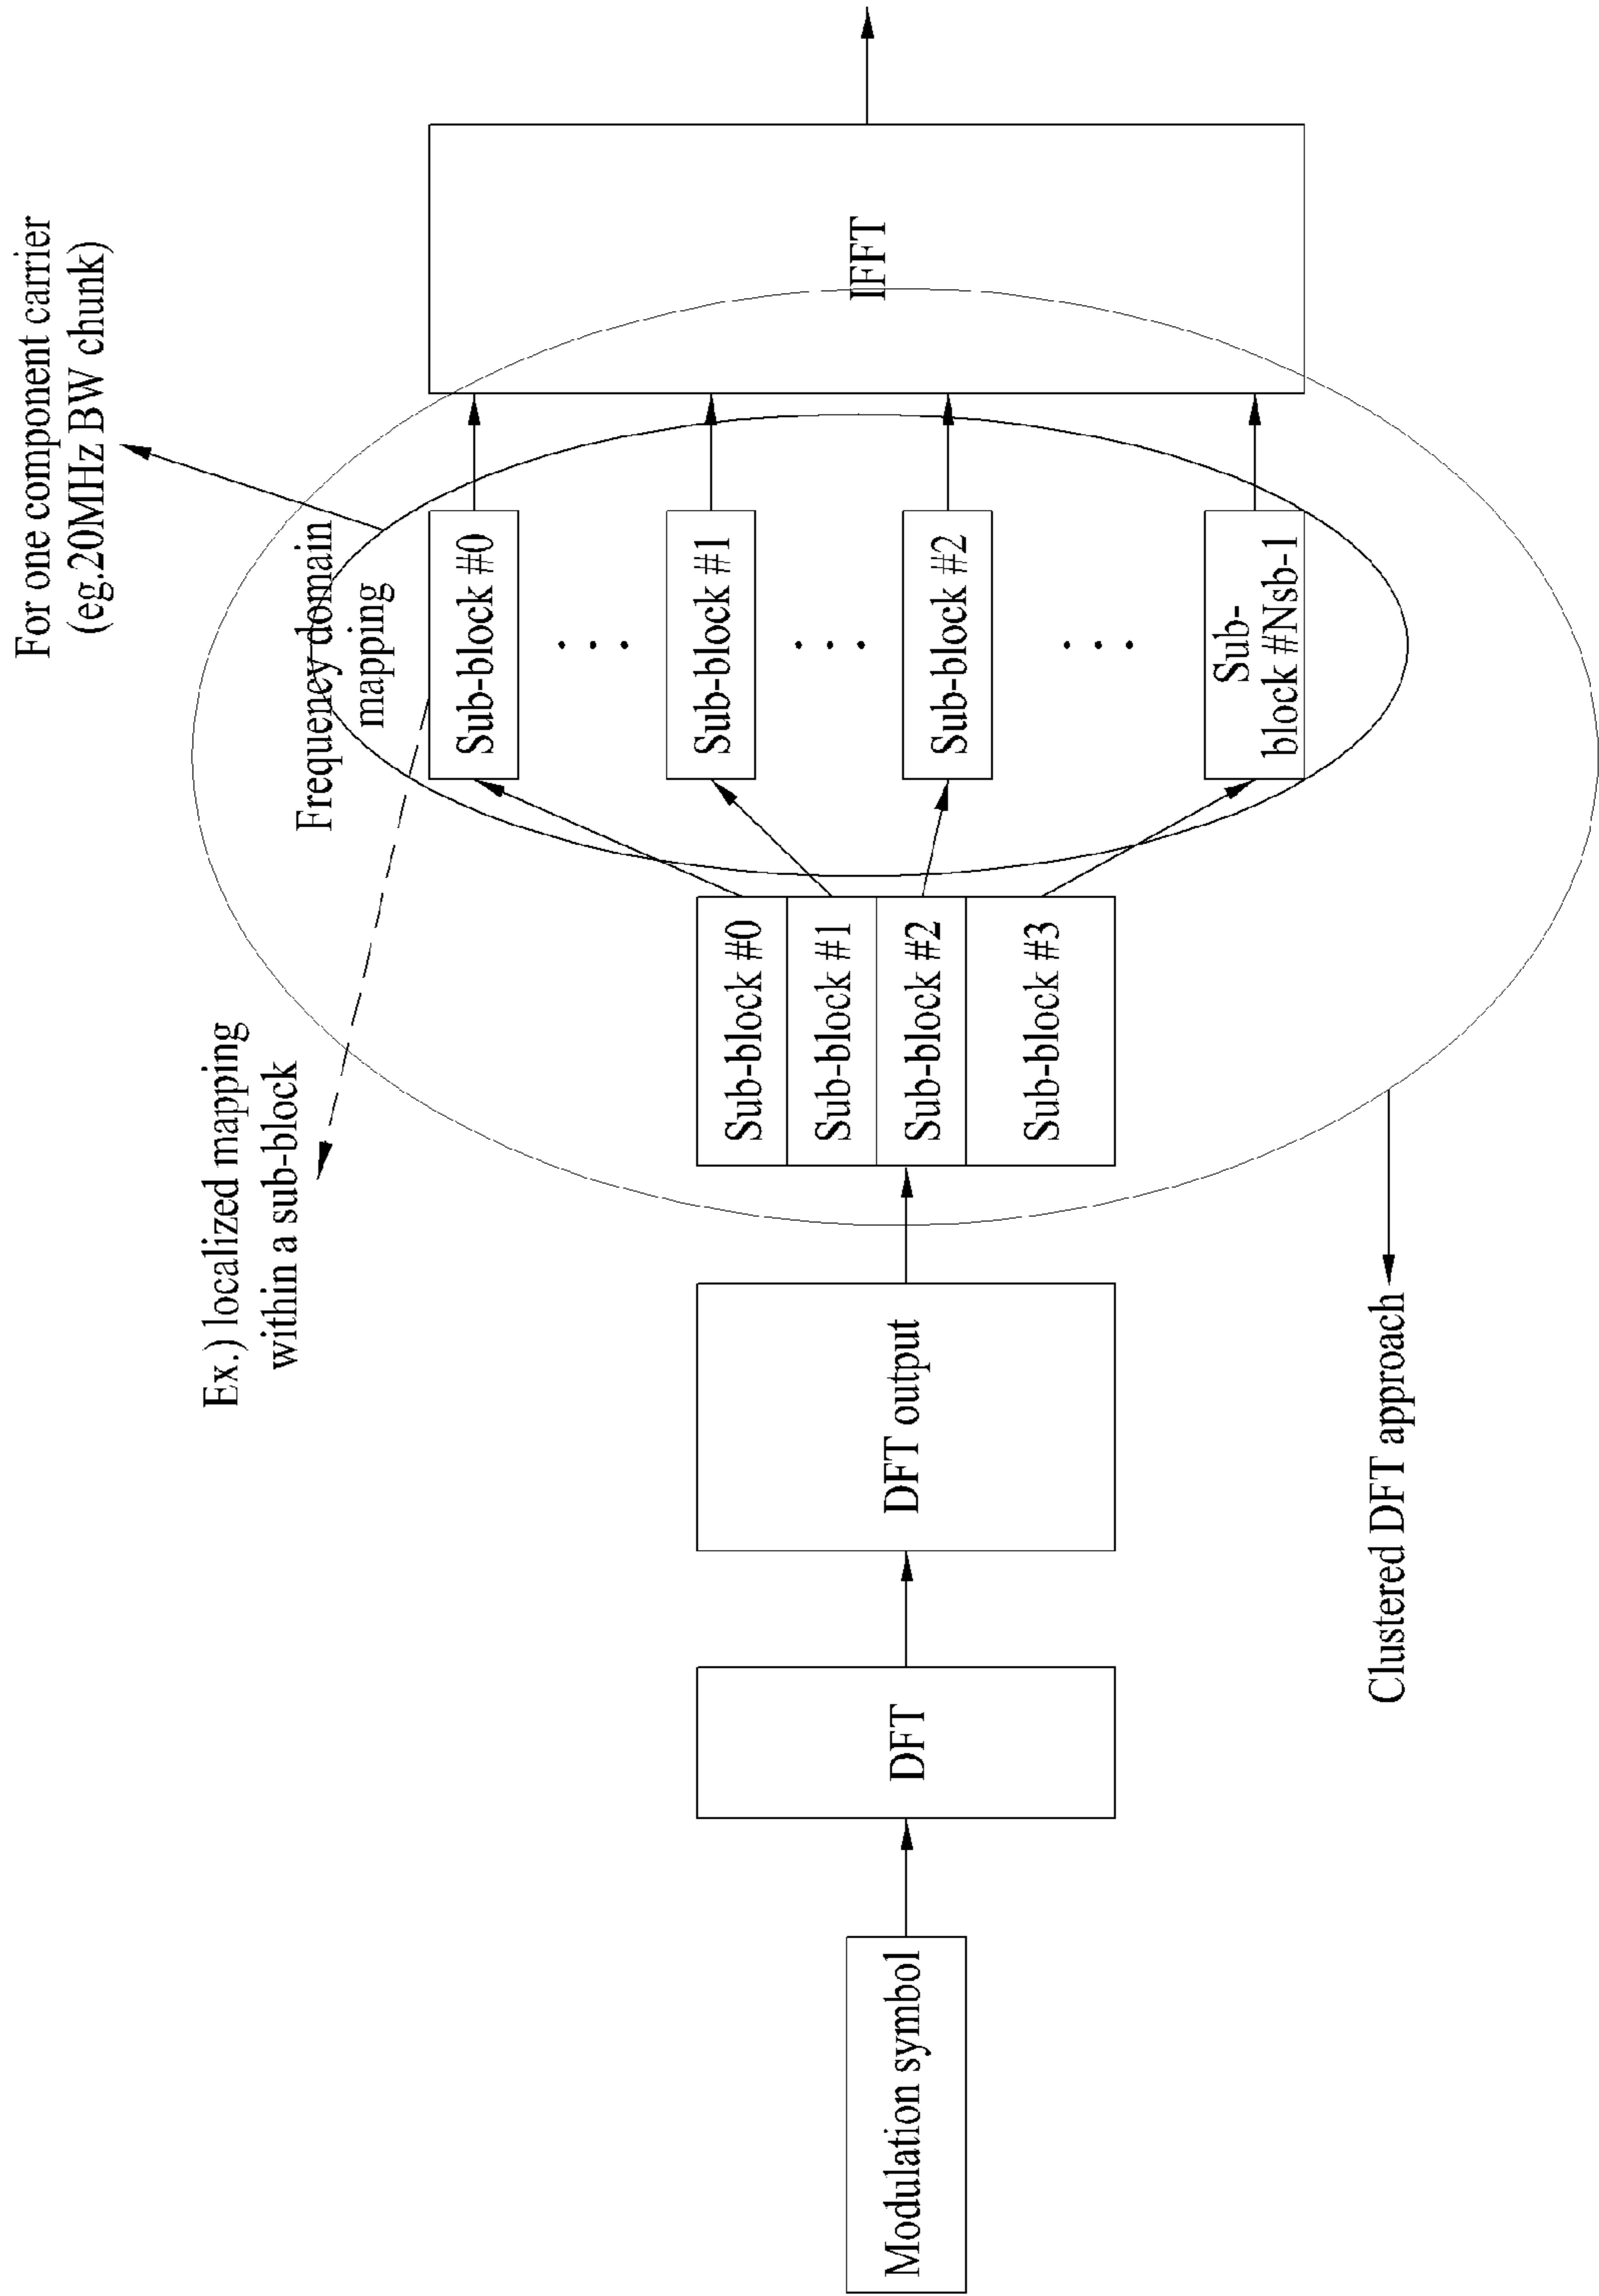 For one component carrier
(eg.20MHz BW chunk)
Ex.) localized mapping
within a sub-block
Frequency domain
mapping
Modulation symbol
DFT
DFT output
Sub-block #0
Sub-block #1
Sub-block #2
Sub-block #3
Sub-block #0
. . .
Sub-block #1
. . .
Sub-block #2
. . .
Sub-
block #Nsb-1
IFFT
Clustered DFT approach